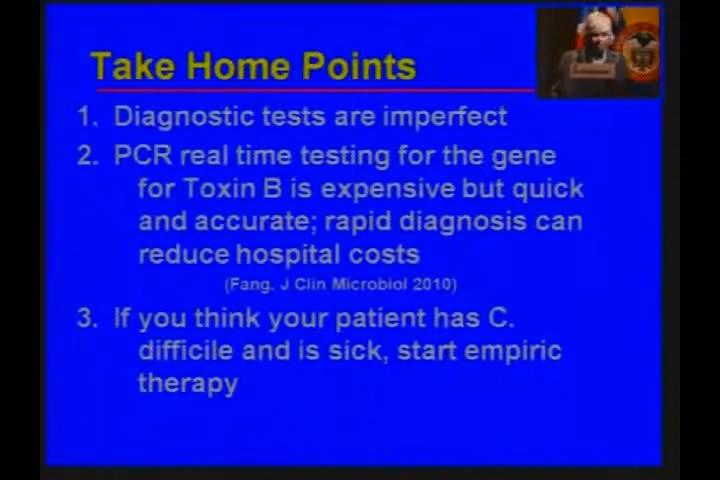 Take Home Points
1. Diagnostic tests are imperfect
2. PCR real time testing for the gene
for Toxin B is expensive but quick
and accurate; rapid diagnosis can
reduce hospital costs
(Fang. J Clin Microbiol 2010)
3. If you think your patient has C.
difficile and is sick, start empiric
therapy